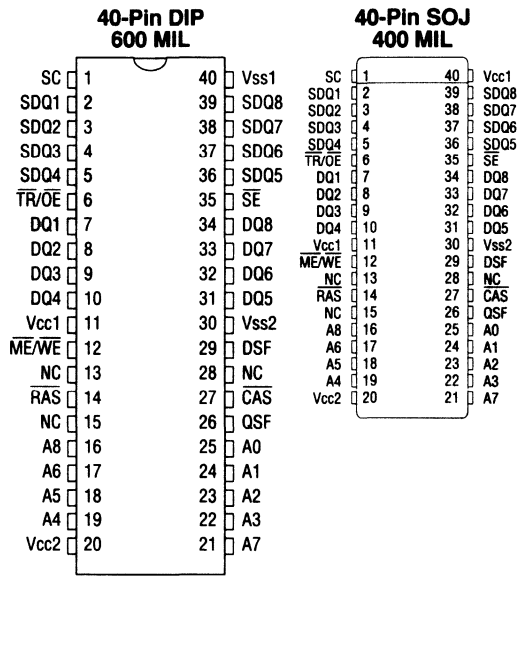 40-Pin DIP
600 MIL
SC 1 40 Vss1
SDQ1 2 39 SDQ8
SDQ2 3 38 SDQ7
SDQ3 4 37 SDQ6
SDQ4 5 36 SDQ5
TR/OE 6 35 SE
DQ1 7 34 DQ8
DQ2 8 33 DQ7
DQ3 9 32 DQ6
DQ4 10 31 DQ5
Vcc1 11 30 Vss2
ME/WE 12 29 DSF
NC 13 28 NC
RAS 14 27 CAS
NC 15 26 QSF
A8 16 25 A0
A6 17 24 A1
A5 18 23 A2
A4 19 22 A3
Vcc2 20 21 A7
40-Pin SOJ
400 MIL
SC 1 40 Vcc1
SDQ1 2 39 SDQ8
SDQ2 3 38 SDQ7
SDQ3 4 37 SDQ6
SDQ4 5 36 SDQ5
TR/OE 6 35 SE
DQ1 7 34 DQ8
DQ2 8 33 DQ7
DQ3 9 32 DQ6
DQ4 10 31 DQ5
Vcc1 11 30 Vss2
ME/WE 12 29 DSF
NC 13 28 NC
RAS 14 27 CAS
NC 15 26 QSF
A8 16 25 A0
A6 17 24 A1
A5 18 23 A2
A4 19 22 A3
Vcc2 20 21 A7